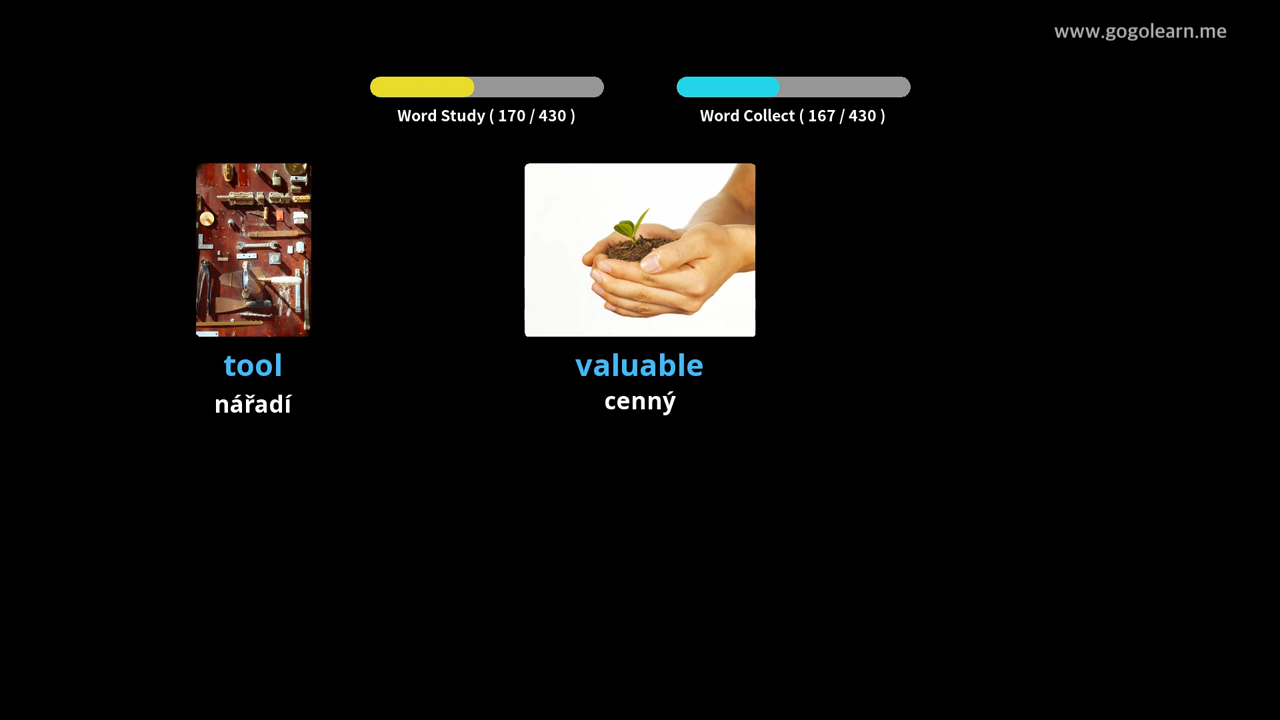 www.gogolearn.me
Word Study ( 170 / 430 )
Word Collect ( 167 / 430 )
tool
nářadí
valuable
cenný